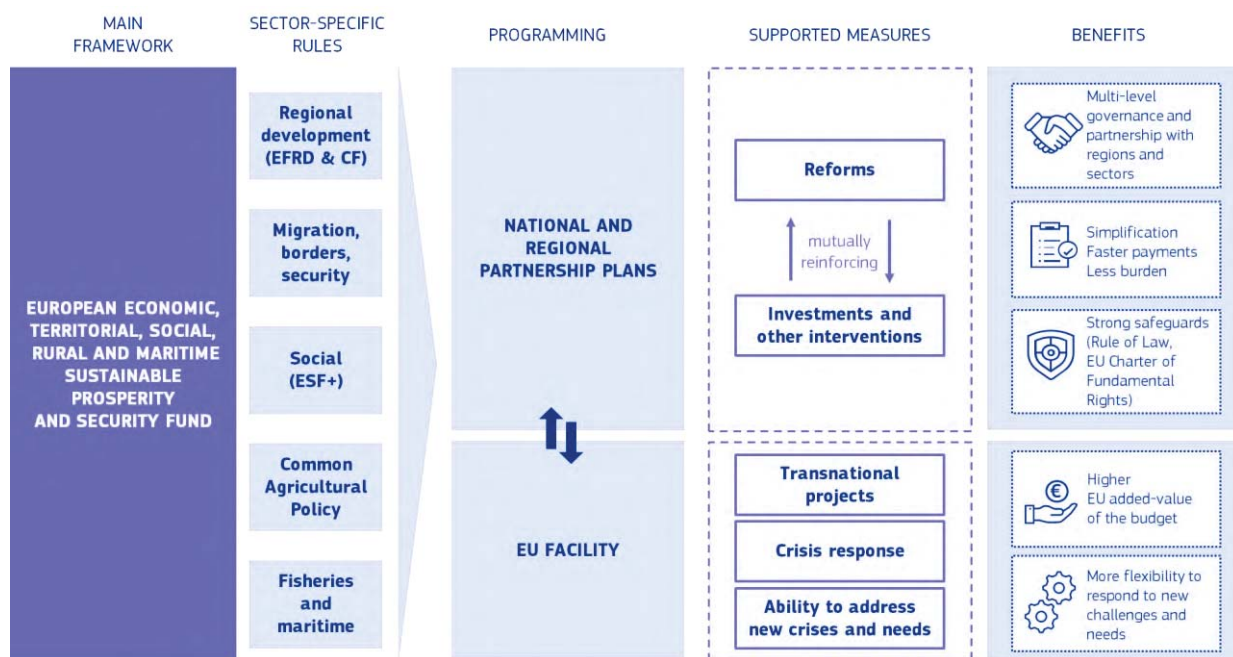 MAIN
FRAMEWORK
SECTOR-SPECIFIC
RULES
PROGRAMMING
SUPPORTED MEASURES
BENEFITS
EUROPEAN ECONOMIC,
TERRITORIAL, SOCIAL,
RURAL AND MARITIME
SUSTAINABLE
PROSPERITY
AND SECURITY FUND
Regional
development
(EFRD & CF)
Migration,
borders,
security
Social
(ESF+)
Common
Agricultural
Policy
Fisheries
and
maritime
NATIONAL AND
REGIONAL
PARTNERSHIP PLANS
EU FACILITY
Reforms
mutually
reinforcing
Investments and
other interventions
Transnational
projects
Crisis response
Ability to address
new crises and needs
Multi-level
governance and
partnership with
regions and
sectors
Simplification
Faster payments
Less burden
Strong safeguards
(Rule of Law,
EU Charter of
Fundamental
Rights)
€
Higher
EU added-value
of the budget
More flexibility to
respond to new
challenges and
needs